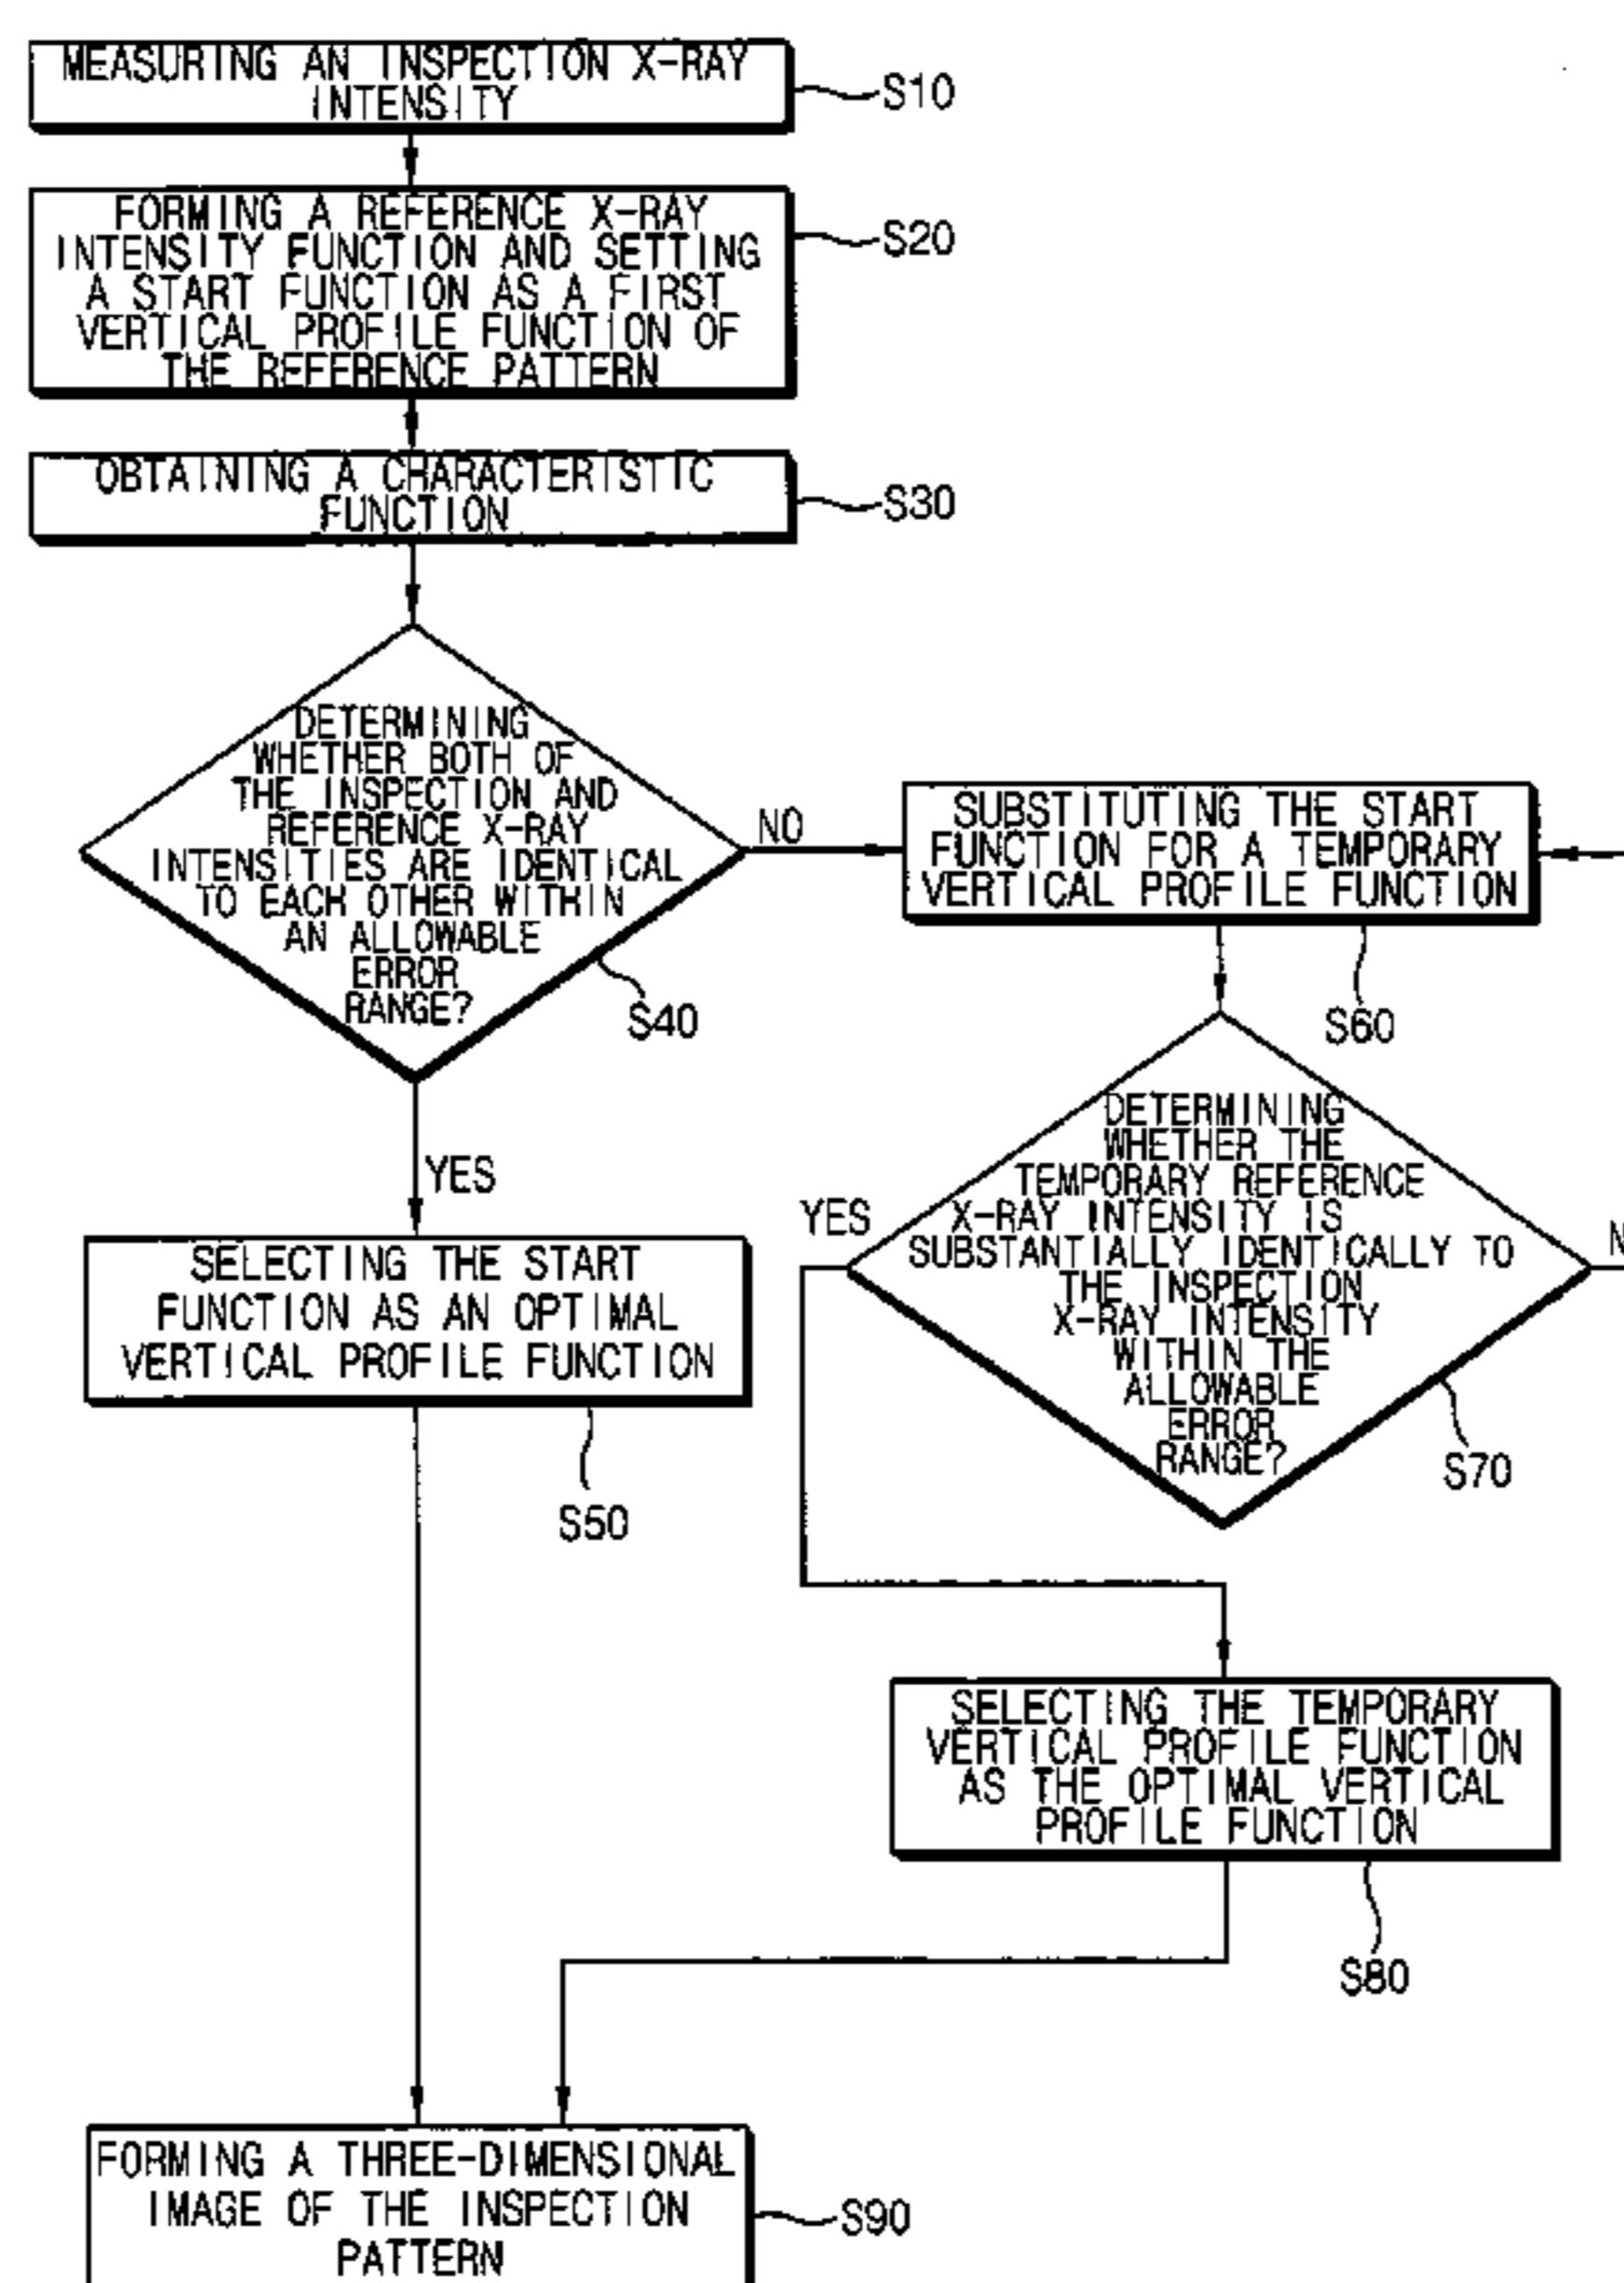 MEASURING AN INSPECTION X-RAY
INTENSITY
S10
FORMING A REFERENCE X-RAY
INTENSITY FUNCTION AND SETTING
A START FUNCTION AS A FIRST
VERTICAL PROFILE FUNCTION OF
THE REFERENCE PATTERN
S20
OBTAINING A CHARACTERISTIC
FUNCTION
S30
DETERMINING
WHETHER BOTH OF
THE INSPECTION AND
REFERENCE X-RAY
INTENSITIES ARE IDENTICAL
TO EACH OTHER WITHIN
AN ALLOWABLE
ERROR
RANGE?
S40
NO
SUBSTITUTING THE START
FUNCTION FOR A TEMPORARY
VERTICAL PROFILE FUNCTION
S60
YES
SELECTING THE START
FUNCTION AS AN OPTIMAL
VERTICAL PROFILE FUNCTION
S50
DETERMINING
WHETHER THE
TEMPORARY REFERENCE
X-RAY INTENSITY IS
SUBSTANTIALLY IDENTICALLY TO
THE INSPECTION
X-RAY INTENSITY
WITHIN THE
ALLOWABLE
ERROR
RANGE?
S70
YES
SELECTING THE TEMPORARY
VERTICAL PROFILE FUNCTION
AS THE OPTIMAL VERTICAL
PROFILE FUNCTION
S80
FORMING A THREE-DIMENSIONAL
IMAGE OF THE INSPECTION
PATTERN
S90